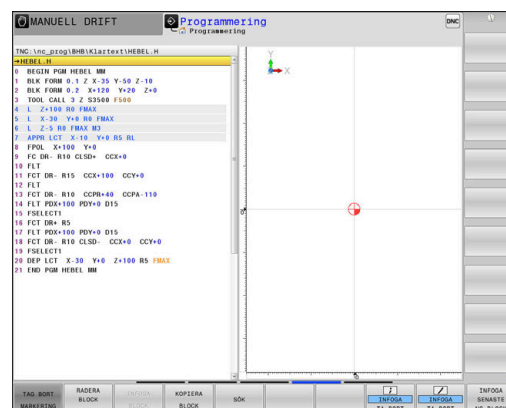 MANUELL DRIFT
Programmering
Programmering
DNC
TNC:\nc_prog\BHB\Klartext\HEBEL.H
→HEBEL.H
0 BEGIN PGM HEBEL MM
1 BLK FORM 0.1 Z X-35 Y-50 Z-10
2 BLK FORM 0.2 X+120 Y+20 Z+0
3 TOOL CALL 3 Z S3500 F500
4 L Z+100 R0 FMAX
5 L X-30 Y+0 R0 FMAX
6 L Z-5 R0 FMAX M3
7 APPR LCT X-10 Y+0 R5 RL
8 FPOL X+100 Y+0
9 FC DR- R10 CLSD+ CCX+0
10 FLT
11 FCT DR- R15 CCX+100 CCY+0
12 FLT
13 FCT DR- R10 CCPR+40 CCPA-110
14 FLT PDX+100 PDY+0 D15
15 FSELECT1
16 FCT DR+ R5
17 FLT PDX+100 PDY+0 D15
18 FCT DR- R10 CLSD- CCX+0 CCY+0
19 FSELECT1
20 DEP LCT X-30 Y+0 Z+100 R5 FMAX
21 END PGM HEBEL MM
Y
X
0
0
TAG BORT
MARKERING
RADERA
BLOCK
INFOGA
BLOCK
KOPIERA
BLOCK
SÖK
INFOGA
INFOGA
INFOGA
SENASTE